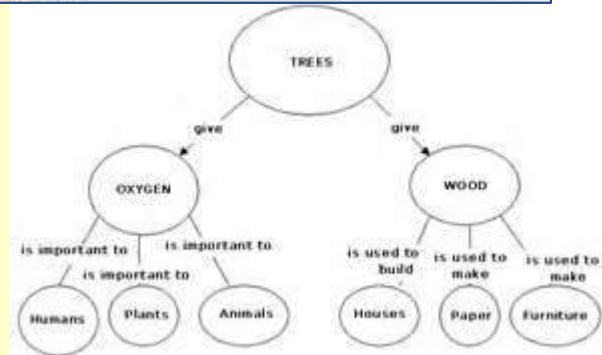 TREES
give
give
OXYGEN
WOOD
is important to
is important to
is important to
is used to
build
is used to
make
is used to
make
Humans
Plants
Animals
Houses
Paper
Furniture